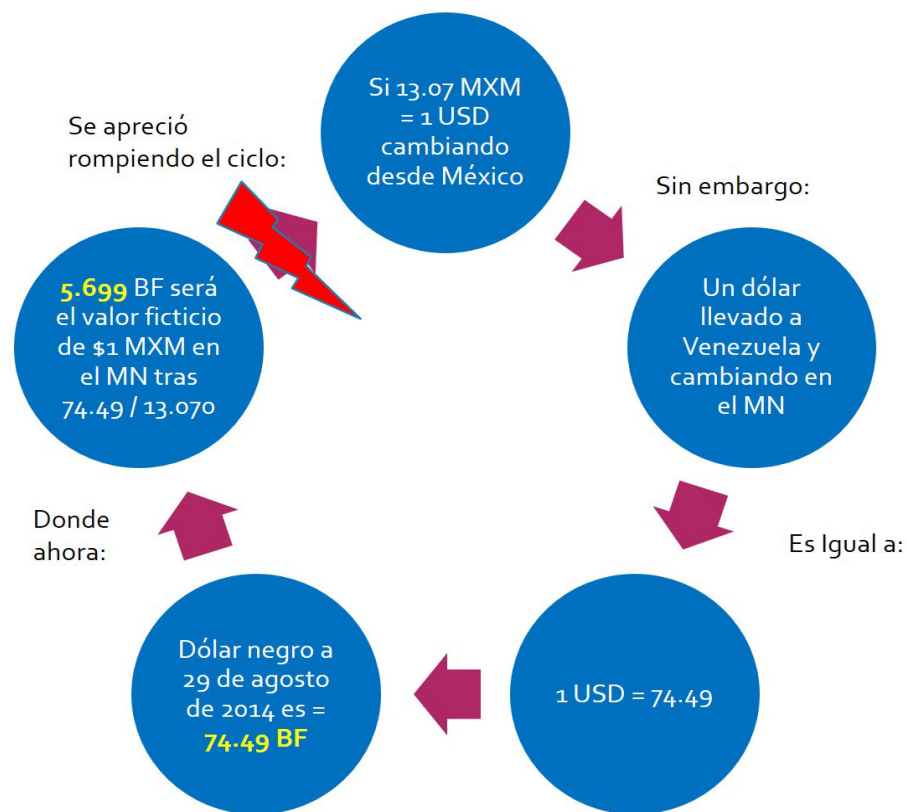 Si 13.07 MXM
= 1 USD
cambiando
desde México
Sin embargo:
Un dólar
llevado a
Venezuela y
cambiando en
el MN
Es Igual a:
1 USD = 74.49
Dólar negro a
29 de agosto
de 2014 es =
74.49 BF
Donde
ahora:
5.699 BF será
el valor ficticio
de $1 MXM en
el MN tras
74.49 / 13.070
Se apreció
rompiendo el ciclo: